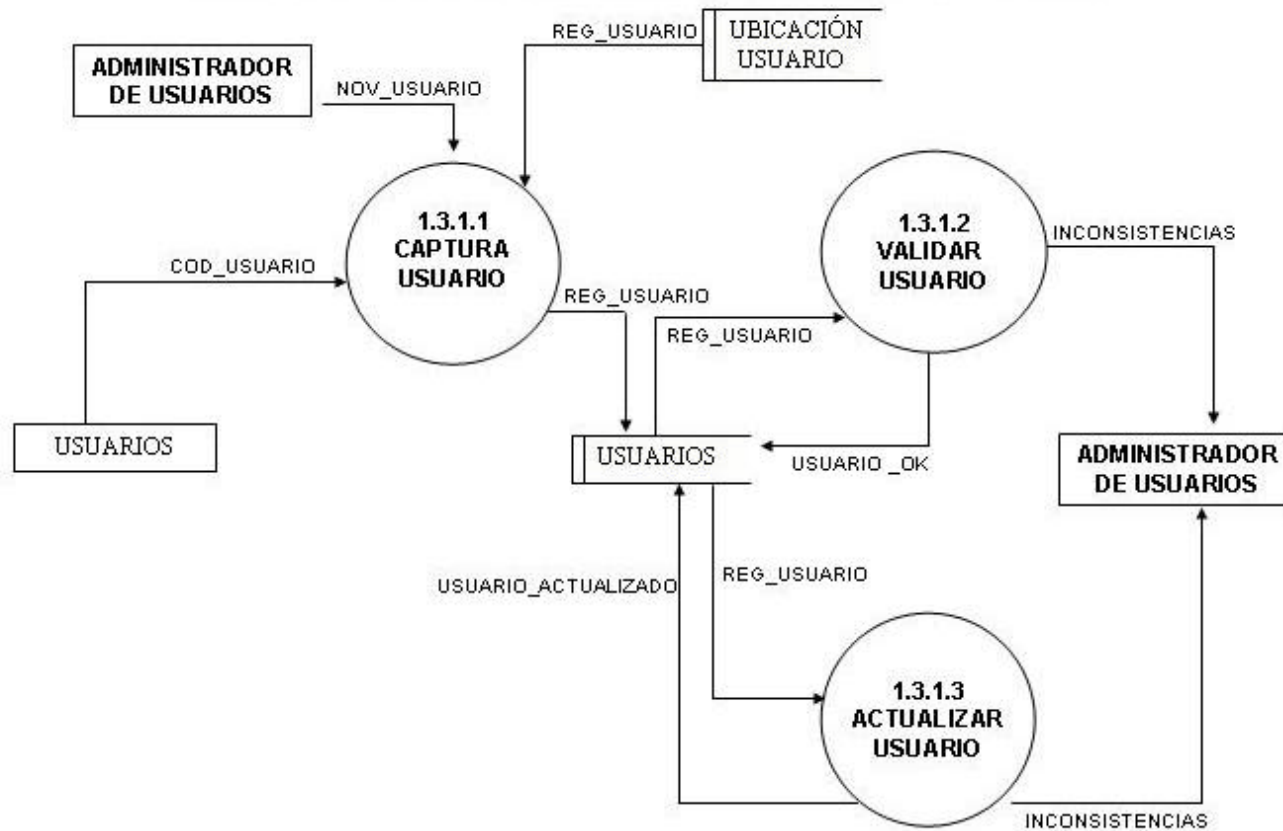 REG_USUARIO
UBICACIÓN
USUARIO
ADMINISTRADOR
DE USUARIOS
NOV_USUARIO
1.3.1.1
CAPTURA
USUARIO
1.3.1.2
VALIDAR
USUARIO
INCONSISTENCIAS
COD_USUARIO
REG_USUARIO
REG_USUARIO
USUARIOS
USUARIOS
USUARIO _OK
ADMINISTRADOR
DE USUARIOS
USUARIO_ACTUALIZADO
REG_USUARIO
1.3.1.3
ACTUALIZAR
USUARIO
INCONSISTENCIAS